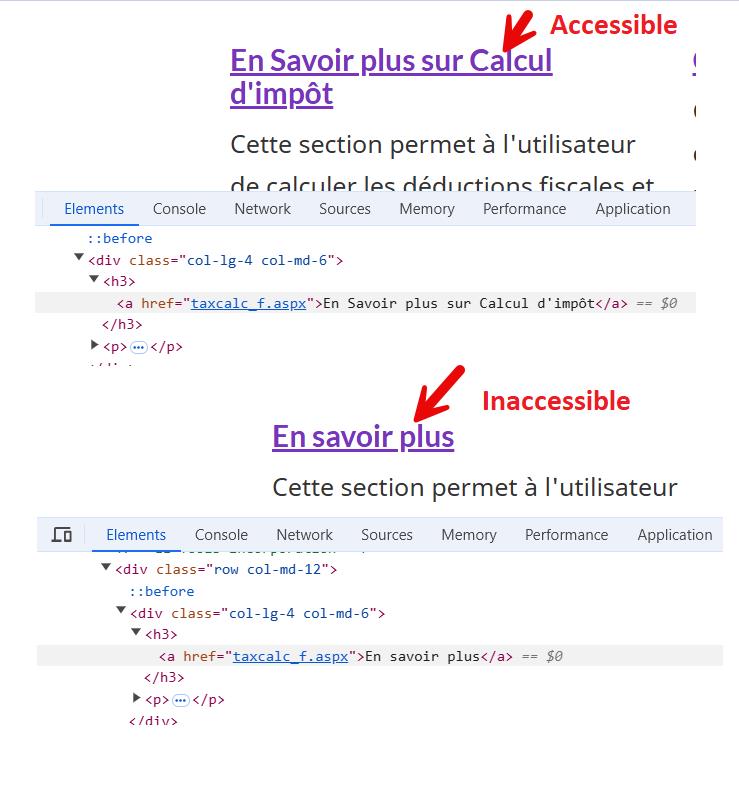 Accessible
En Savoir plus sur Calcul
d'impôt
Cette section permet à l'utilisateur
de calculer les déductions fiscales et
Elements Console Network Sources Memory Performance Application
::before
<div class="col-lg-4 col-md-6">
<h3>
<a href="taxcalc_f.aspx">En Savoir plus sur Calcul d'impôt</a> == $0
</h3>
<p>…</p>
Inaccessible
En savoir plus
Cette section permet à l'utilisateur
Elements Console Network Sources Memory Performance Application
<div class="row col-md-12">
::before
<div class="col-lg-4 col-md-6">
<h3>
<a href="taxcalc_f.aspx">En savoir plus</a> == $0
</h3>
<p>…</p>
</div>